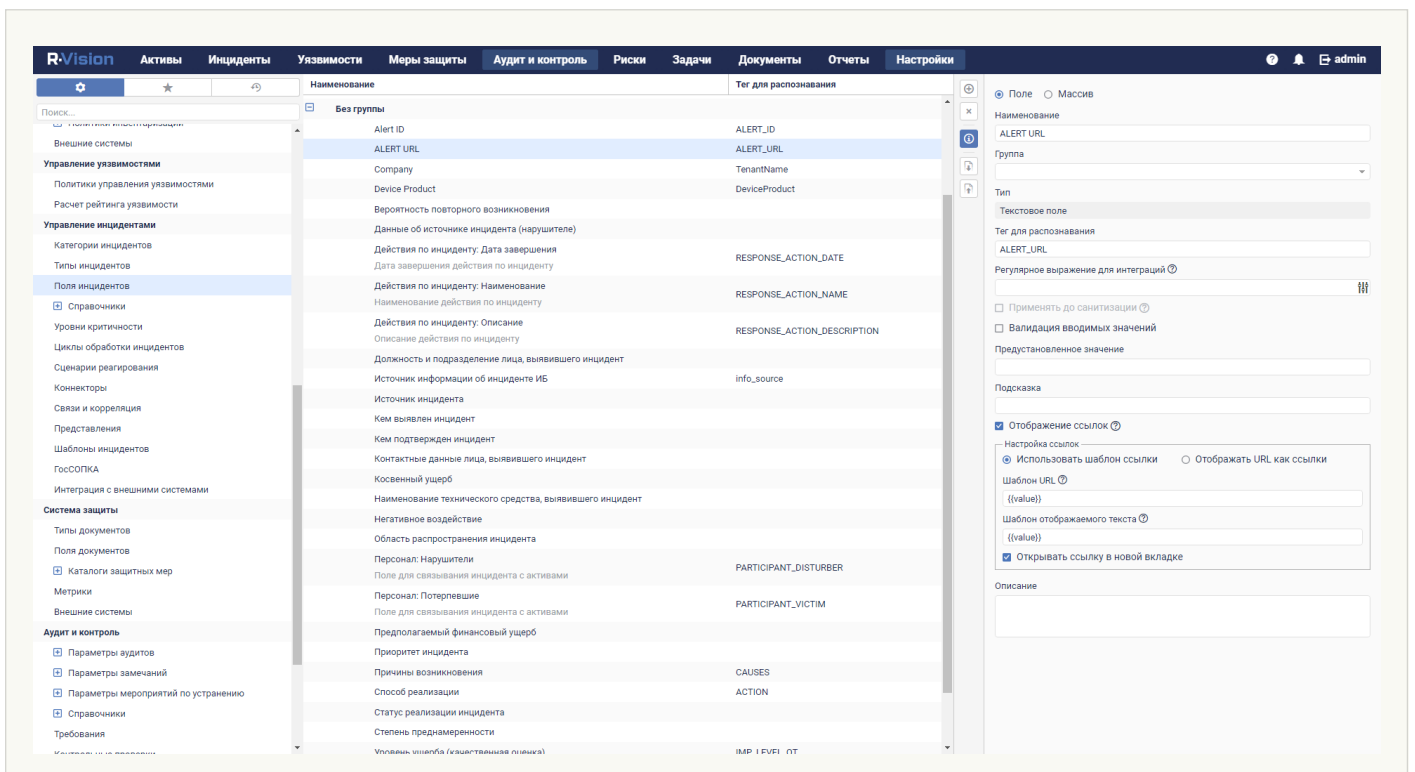 R·Vision Активы Инциденты Уязвимости Меры защиты Аудит и контроль Риски Задачи Документы Отчеты Настройки admin
Поиск...
Политики инвентаризации
Внешние системы
Управление уязвимостями
Политики управления уязвимостями
Расчет рейтинга уязвимости
Управление инцидентами
Категории инцидентов
Типы инцидентов
Поля инцидентов
Справочники
Уровни критичности
Циклы обработки инцидентов
Сценарии реагирования
Коннекторы
Связи и корреляция
Представления
Шаблоны инцидентов
ГосСОПКА
Интеграция с внешними системами
Система защиты
Типы документов
Поля документов
Каталоги защитных мер
Метрики
Внешние системы
Аудит и контроль
Параметры аудитов
Параметры замечаний
Параметры мероприятий по устранению
Справочники
Требования
Контрольные проверки
Наименование Тег для распознавания
Без группы
Alert ID ALERT_ID
ALERT URL ALERT_URL
Company TenantName
Device Product DeviceProduct
Вероятность повторного возникновения
Данные об источнике инцидента (нарушителе)
Действия по инциденту: Дата завершения
Дата завершения действия по инциденту
RESPONSE_ACTION_DATE
Действия по инциденту: Наименование
Наименование действия по инциденту
RESPONSE_ACTION_NAME
Действия по инциденту: Описание
Описание действия по инциденту
RESPONSE_ACTION_DESCRIPTION
Должность и подразделение лица, выявившего инцидент
Источник информации об инциденте ИБ info_source
Источник инцидента
Кем выявлен инцидент
Кем подтвержден инцидент
Контактные данные лица, выявившего инцидент
Косвенный ущерб
Наименование технического средства, выявившего инцидент
Негативное воздействие
Область распространения инцидента
Персонал: Нарушители
Поле для связывания инцидента с активами
PARTICIPANT_DISTURBER
Персонал: Потерпевшие
Поле для связывания инцидента с активами
PARTICIPANT_VICTIM
Предполагаемый финансовый ущерб
Приоритет инцидента
Причины возникновения CAUSES
Способ реализации ACTION
Статус реализации инцидента
Степень преднамеренности
Уровень ущерба (качественная оценка) IMP_LEVEL_OT
Поле Массив
Наименование
ALERT URL
Группа
Тип
Текстовое поле
Тег для распознавания
ALERT_URL
Регулярное выражение для интеграций
Применять до санитизации
Валидация вводимых значений
Предустановленное значение
Подсказка
Отображение ссылок
Настройка ссылок
Использовать шаблон ссылки Отображать URL как ссылки
Шаблон URL
{{value}}
Шаблон отображаемого текста
{{value}}
Открывать ссылку в новой вкладке
Описание